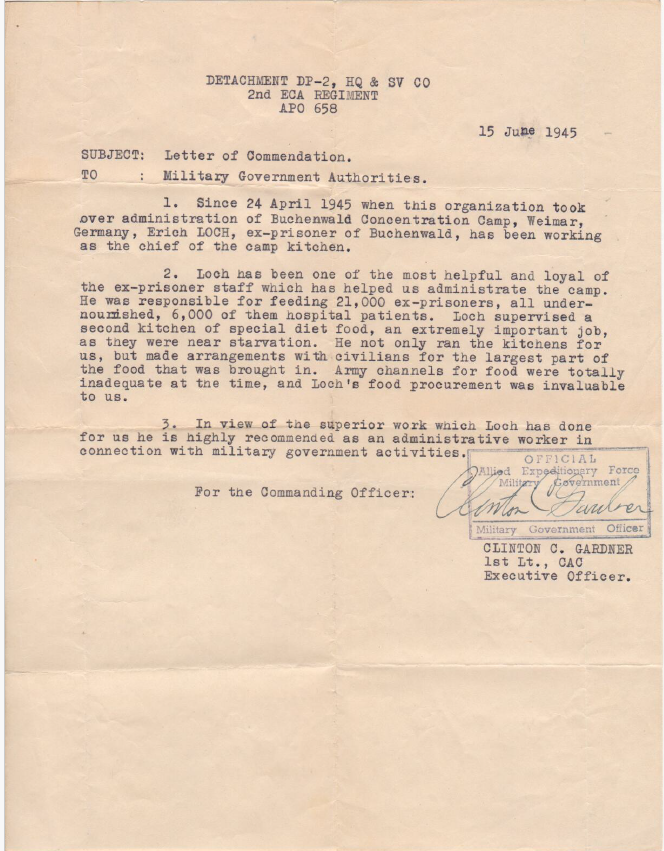 DETACHMENT DP-2, HQ & SV CO
2nd ECA REGIMENT
APO 658
15 June 1945
SUBJECT: Letter of Commendation.
TO : Military Government Authorities.
1. Since 24 April 1945 when this organization took
over administration of Buchenwald Concentration Camp, Weimar,
Germany, Erich LOCH, ex-prisoner of Buchenwald, has been working
as the chief of the camp kitchen.
2. Loch has been one of the most helpful and loyal of
the ex-prisoner staff which has helped us administrate the camp.
He was responsible for feeding 21,000 ex-prisoners, all under-
nourished, 6,000 of them hospital patients. Loch supervised a
second kitchen of special diet food, an extremely important job,
as they were near starvation. He not only ran the kitchens for
us, but made arrangements with civilians for the largest part of
the food that was brought in. Army channels for food were totally
inadequate at the time, and Loch's food procurement was invaluable
to us.
3. In view of the superior work which Loch has done
for us he is highly recommended as an administrative worker in
connection with military government activities.
For the Commanding Officer:
OFFICIAL
Allied Expeditionary Force
Military Government
Clinton C. Gardner
Military Government Officer
CLINTON C. GARDNER
1st Lt., CAC
Executive Officer.